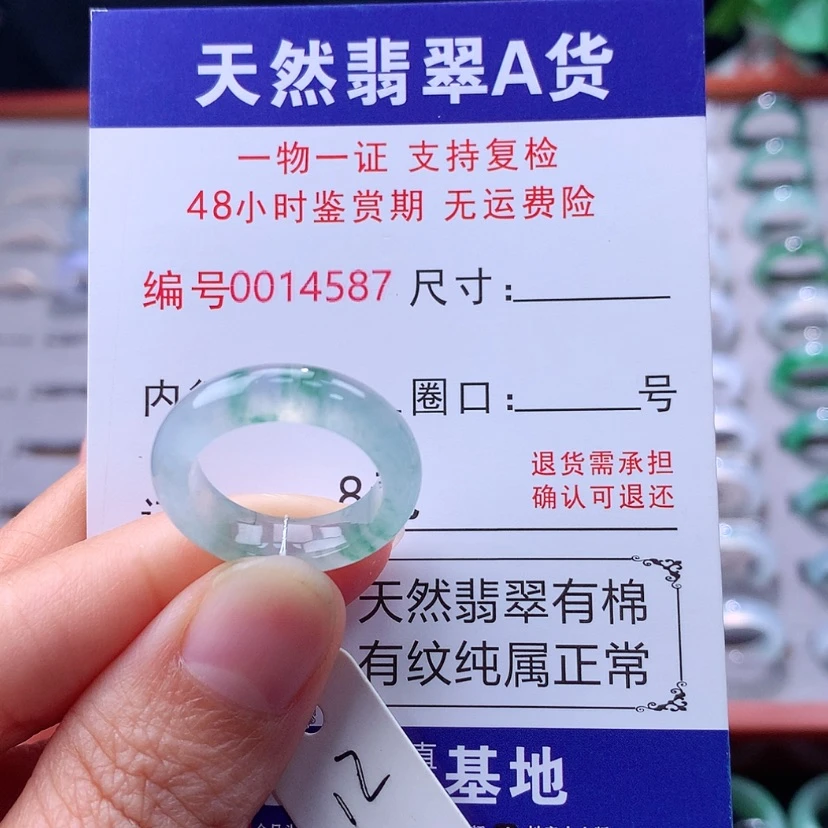 天然翡翠A货
一物一证 支持复检
48小时鉴赏期 无运费险
编号0014587 尺寸:
内 圈口: 号
退货需承担
8
确认可退还
天然翡翠有棉
有纹纯属正常
基地
12